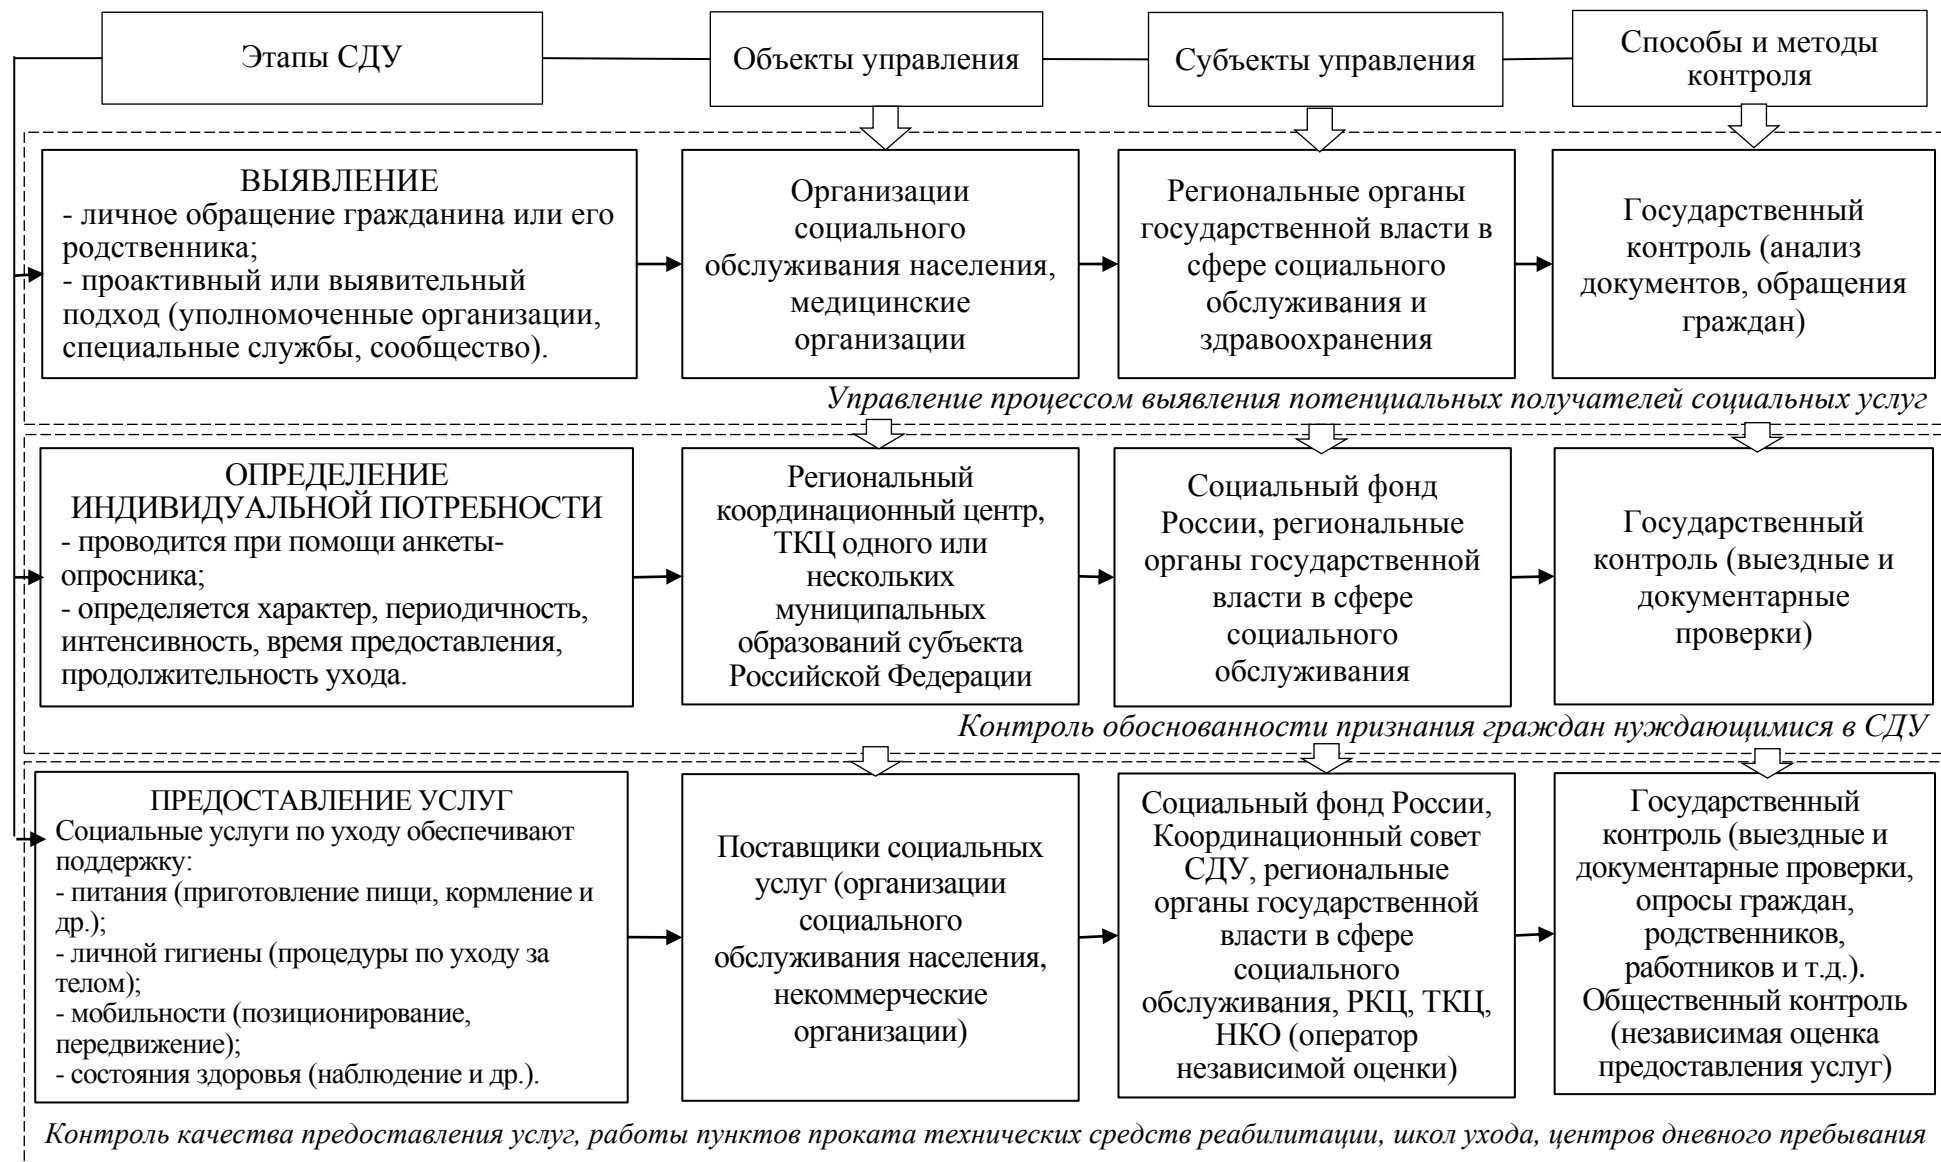 Этапы СДУ
Объекты управления
Субъекты управления
Способы и методы
контроля
ВЫЯВЛЕНИЕ
- личное обращение гражданина или его
родственника;
- проактивный или выявительный
подход (уполномоченные организации,
специальные службы, сообщество).
Организации
социального
обслуживания населения,
медицинские
организации
Региональные органы
государственной власти в
сфере социального
обслуживания и
здравоохранения
Государственный
контроль (анализ
документов, обращения
граждан)
Управление процессом выявления потенциальных получателей социальных услуг
ОПРЕДЕЛЕНИЕ
ИНДИВИДУАЛЬНОЙ ПОТРЕБНОСТИ
- проводится при помощи анкеты-
опросника;
- определяется характер, периодичность,
интенсивность, время предоставления,
продолжительность ухода.
Региональный
координационный центр,
ТКЦ одного или
нескольких
муниципальных
образований субъекта
Российской Федерации
Социальный фонд
России, региональные
органы государственной
власти в сфере
социального
обслуживания
Государственный
контроль (выездные и
документарные
проверки)
Контроль обоснованности признания граждан нуждающимися в СДУ
ПРЕДОСТАВЛЕНИЕ УСЛУГ
Социальные услуги по уходу обеспечивают
поддержку:
- питания (приготовление пищи, кормление и
др.);
- личной гигиены (процедуры по уходу за
телом);
- мобильности (позиционирование,
передвижение);
- состояния здоровья (наблюдение и др.).
Поставщики социальных
услуг (организации
социального
обслуживания населения,
некоммерческие
организации)
Социальный фонд России,
Координационный совет
СДУ, региональные
органы государственной
власти в сфере
социального
обслуживания, РКЦ, ТКЦ,
НКО (оператор
независимой оценки)
Государственный
контроль (выездные и
документарные проверки,
опросы граждан,
родственников,
работников и т.д.).
Общественный контроль
(независимая оценка
предоставления услуг)
Контроль качества предоставления услуг, работы пунктов проката технических средств реабилитации, школ ухода, центров дневного пребывания